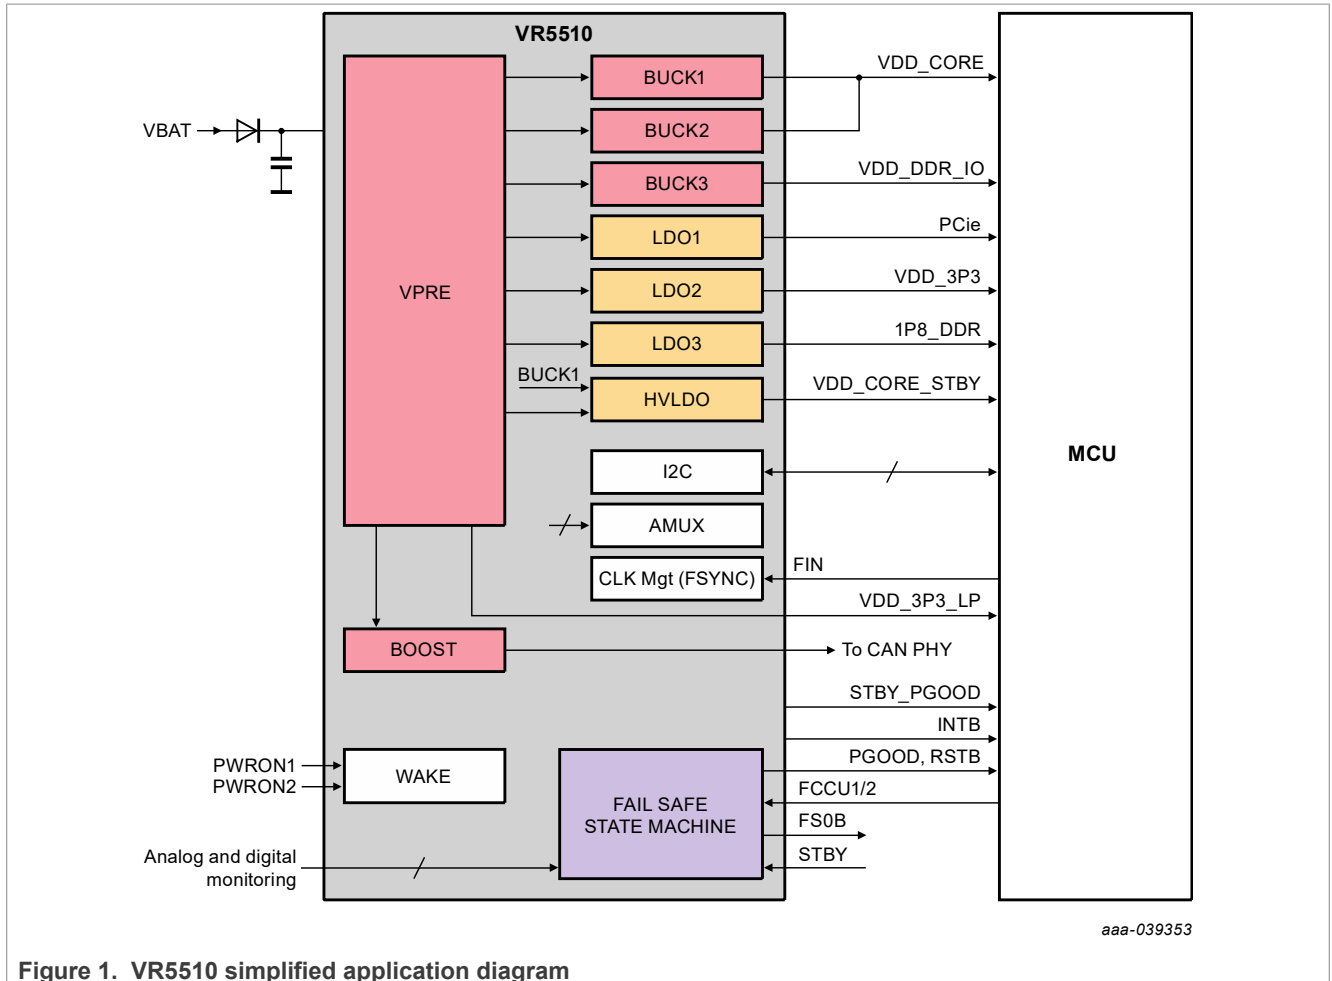 VR5510
BUCK1
VDD_CORE
VBAT
BUCK2
BUCK3
VDD_DDR_IO
LDO1
PCie
VPRE
LDO2
VDD_3P3
LDO3
1P8_DDR
BUCK1
HVLDO
VDD_CORE_STBY
MCU
I2C
AMUX
CLK Mgt (FSYNC)
FIN
VDD_3P3_LP
BOOST
To CAN PHY
STBY_PGOOD
INTB
PWRON1
PWRON2
WAKE
PGOOD, RSTB
FAIL SAFE
STATE MACHINE
FCCU1/2
FS0B
STBY
Analog and digital
monitoring
aaa-039353
Figure 1. VR5510 simplified application diagram